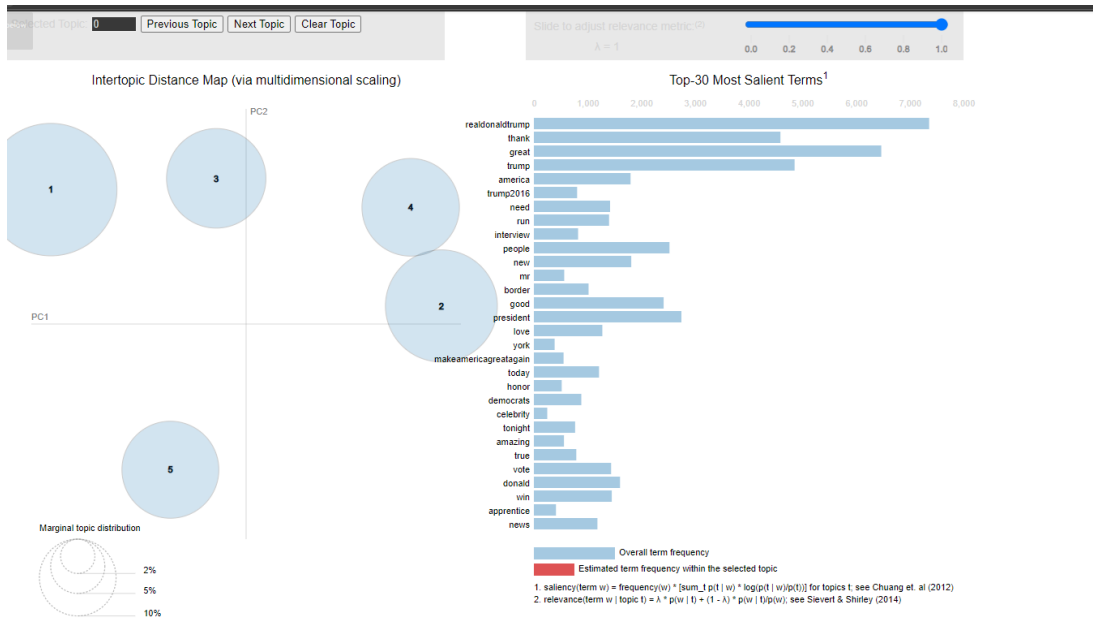 Selected Topic: 0 Previous Topic Next Topic Clear Topic
Slide to adjust relevance metric:(2)
λ = 1
0.0 0.2 0.4 0.6 0.8 1.0
Intertopic Distance Map (via multidimensional scaling)
PC2
PC1
1
3
4
2
5
Marginal topic distribution
2%
5%
10%
Top-30 Most Salient Terms1
0 1,000 2,000 3,000 4,000 5,000 6,000 7,000 8,000
realdonaldtrump
thank
great
trump
america
trump2016
need
run
interview
people
new
mr
border
good
president
love
york
makeamericagreatagain
today
honor
democrats
celebrity
tonight
amazing
true
vote
donald
win
apprentice
news
Overall term frequency
Estimated term frequency within the selected topic
1. saliency(term w) = frequency(w) * [sum_t p(t | w) * log(p(t | w)/p(t))] for topics t; see Chuang et. al (2012)
2. relevance(term w | topic t) = λ * p(w | t) + (1 - λ) * p(w | t)/p(w); see Sievert & Shirley (2014)